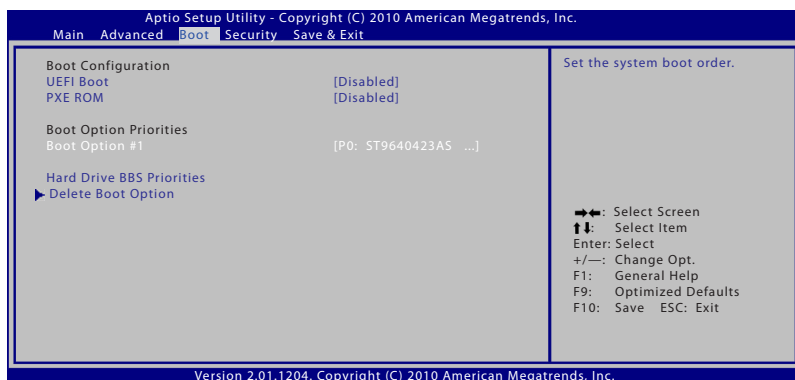 Aptio Setup Utility - Copyright (C) 2010 American Megatrends, Inc.
Main Advanced Boot Security Save & Exit
Boot Configuration
UEFI Boot [Disabled]
PXE ROM [Disabled]
Boot Option Priorities
Boot Option #1 [P0: ST9640423AS ...]
Hard Drive BBS Priorities
Delete Boot Option
Set the system boot order.
➡⬅: Select Screen
⬆⬇: Select Item
Enter: Select
+/—: Change Opt.
F1: General Help
F9: Optimized Defaults
F10: Save ESC: Exit
Version 2.01.1204. Copyright (C) 2010 American Megatrends, Inc.